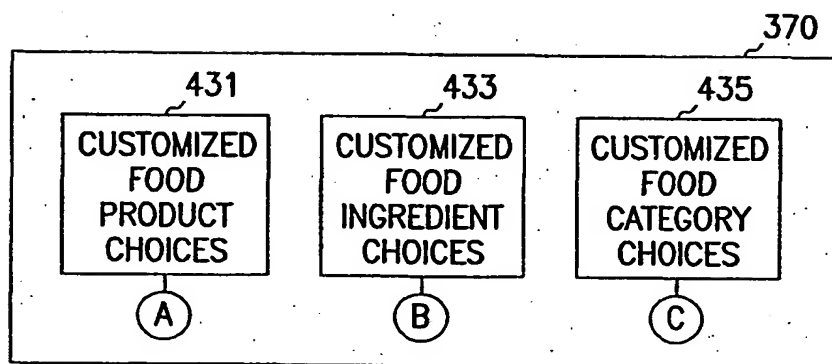 370
431
433
435
CUSTOMIZED
FOOD
PRODUCT
CHOICES
CUSTOMIZED
FOOD
INGREDIENT
CHOICES
CUSTOMIZED
FOOD
CATEGORY
CHOICES
A
B
C